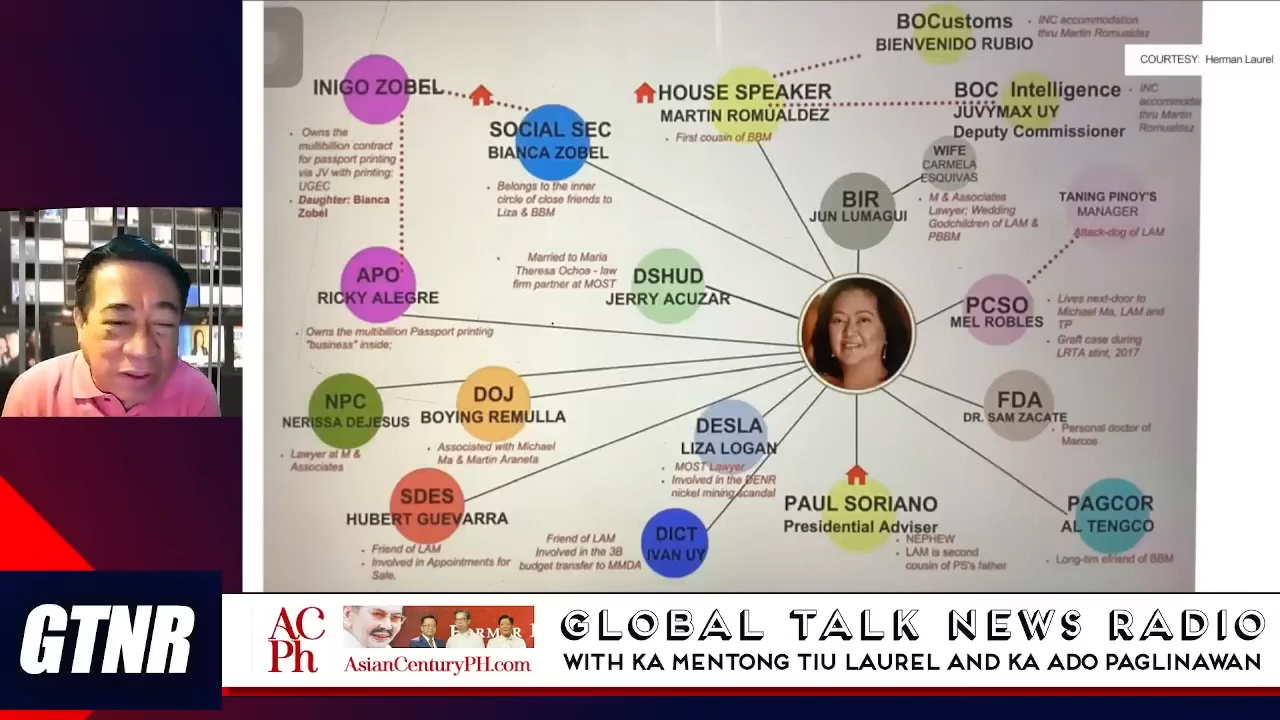 BOCustoms
BIENVENIDO RUBIO
INC accommodation
thru Martin Romualdez
COURTESY: Herman Laurel
INIGO ZOBEL
Owns the
multibillion contract
for passport printing
via JV with printing:
UGEC
Daughter: Bianca
Zobel
SOCIAL SEC
BIANCA ZOBEL
Belongs to the inner
circle of close friends to
Liza & BBM
HOUSE SPEAKER
MARTIN ROMUALDEZ
First cousin of BBM
BOC Intelligence
JUVYMAX UY
Deputy Commissioner
INC
accommoda
thru Martin
Romualdez
WIFE
CARMELA
ESQUIVAS
BIR
JUN LUMAGUI
M & Associates
Lawyer; Wedding
Godchildren of LAM &
PBBM
TANING PINOY'S
MANAGER
Attack-dog of LAM
APO
RICKY ALEGRE
Owns the multibillion Passport printing
"business" inside;
Married to Maria
Theresa Ochoa - law
firm partner at MOST
DSHUD
JERRY ACUZAR
PCSO
MEL ROBLES
Lives next-door to
Michael Ma, LAM and
TP
Graft case during
LRTA stint, 2017
NPC
NERISSA DEJESUS
Lawyer at M &
Associates
DOJ
BOYING REMULLA
Associated with Michael
Ma & Martin Araneta
DESLA
LIZA LOGAN
MOST Lawyer
Involved in the DENR
nickel mining scandal
FDA
DR. SAM ZACATE
Personal doctor of
Marcos
SDES
HUBERT GUEVARRA
Friend of LAM
Involved in Appointments for
Sale.
Friend of LAM
Involved in the 3B
budget transfer to MMDA
DICT
IVAN UY
PAUL SORIANO
Presidential Adviser
NEPHEW
LAM is second
cousin of PS's father
PAGCOR
AL TENGCO
Long-tim efriend of BBM
GTNR
AC
Ph
AsianCenturyPH.com
GLOBAL TALK NEWS RADIO
WITH KA MENTONG TIU LAUREL AND KA ADO PAGLINAWAN